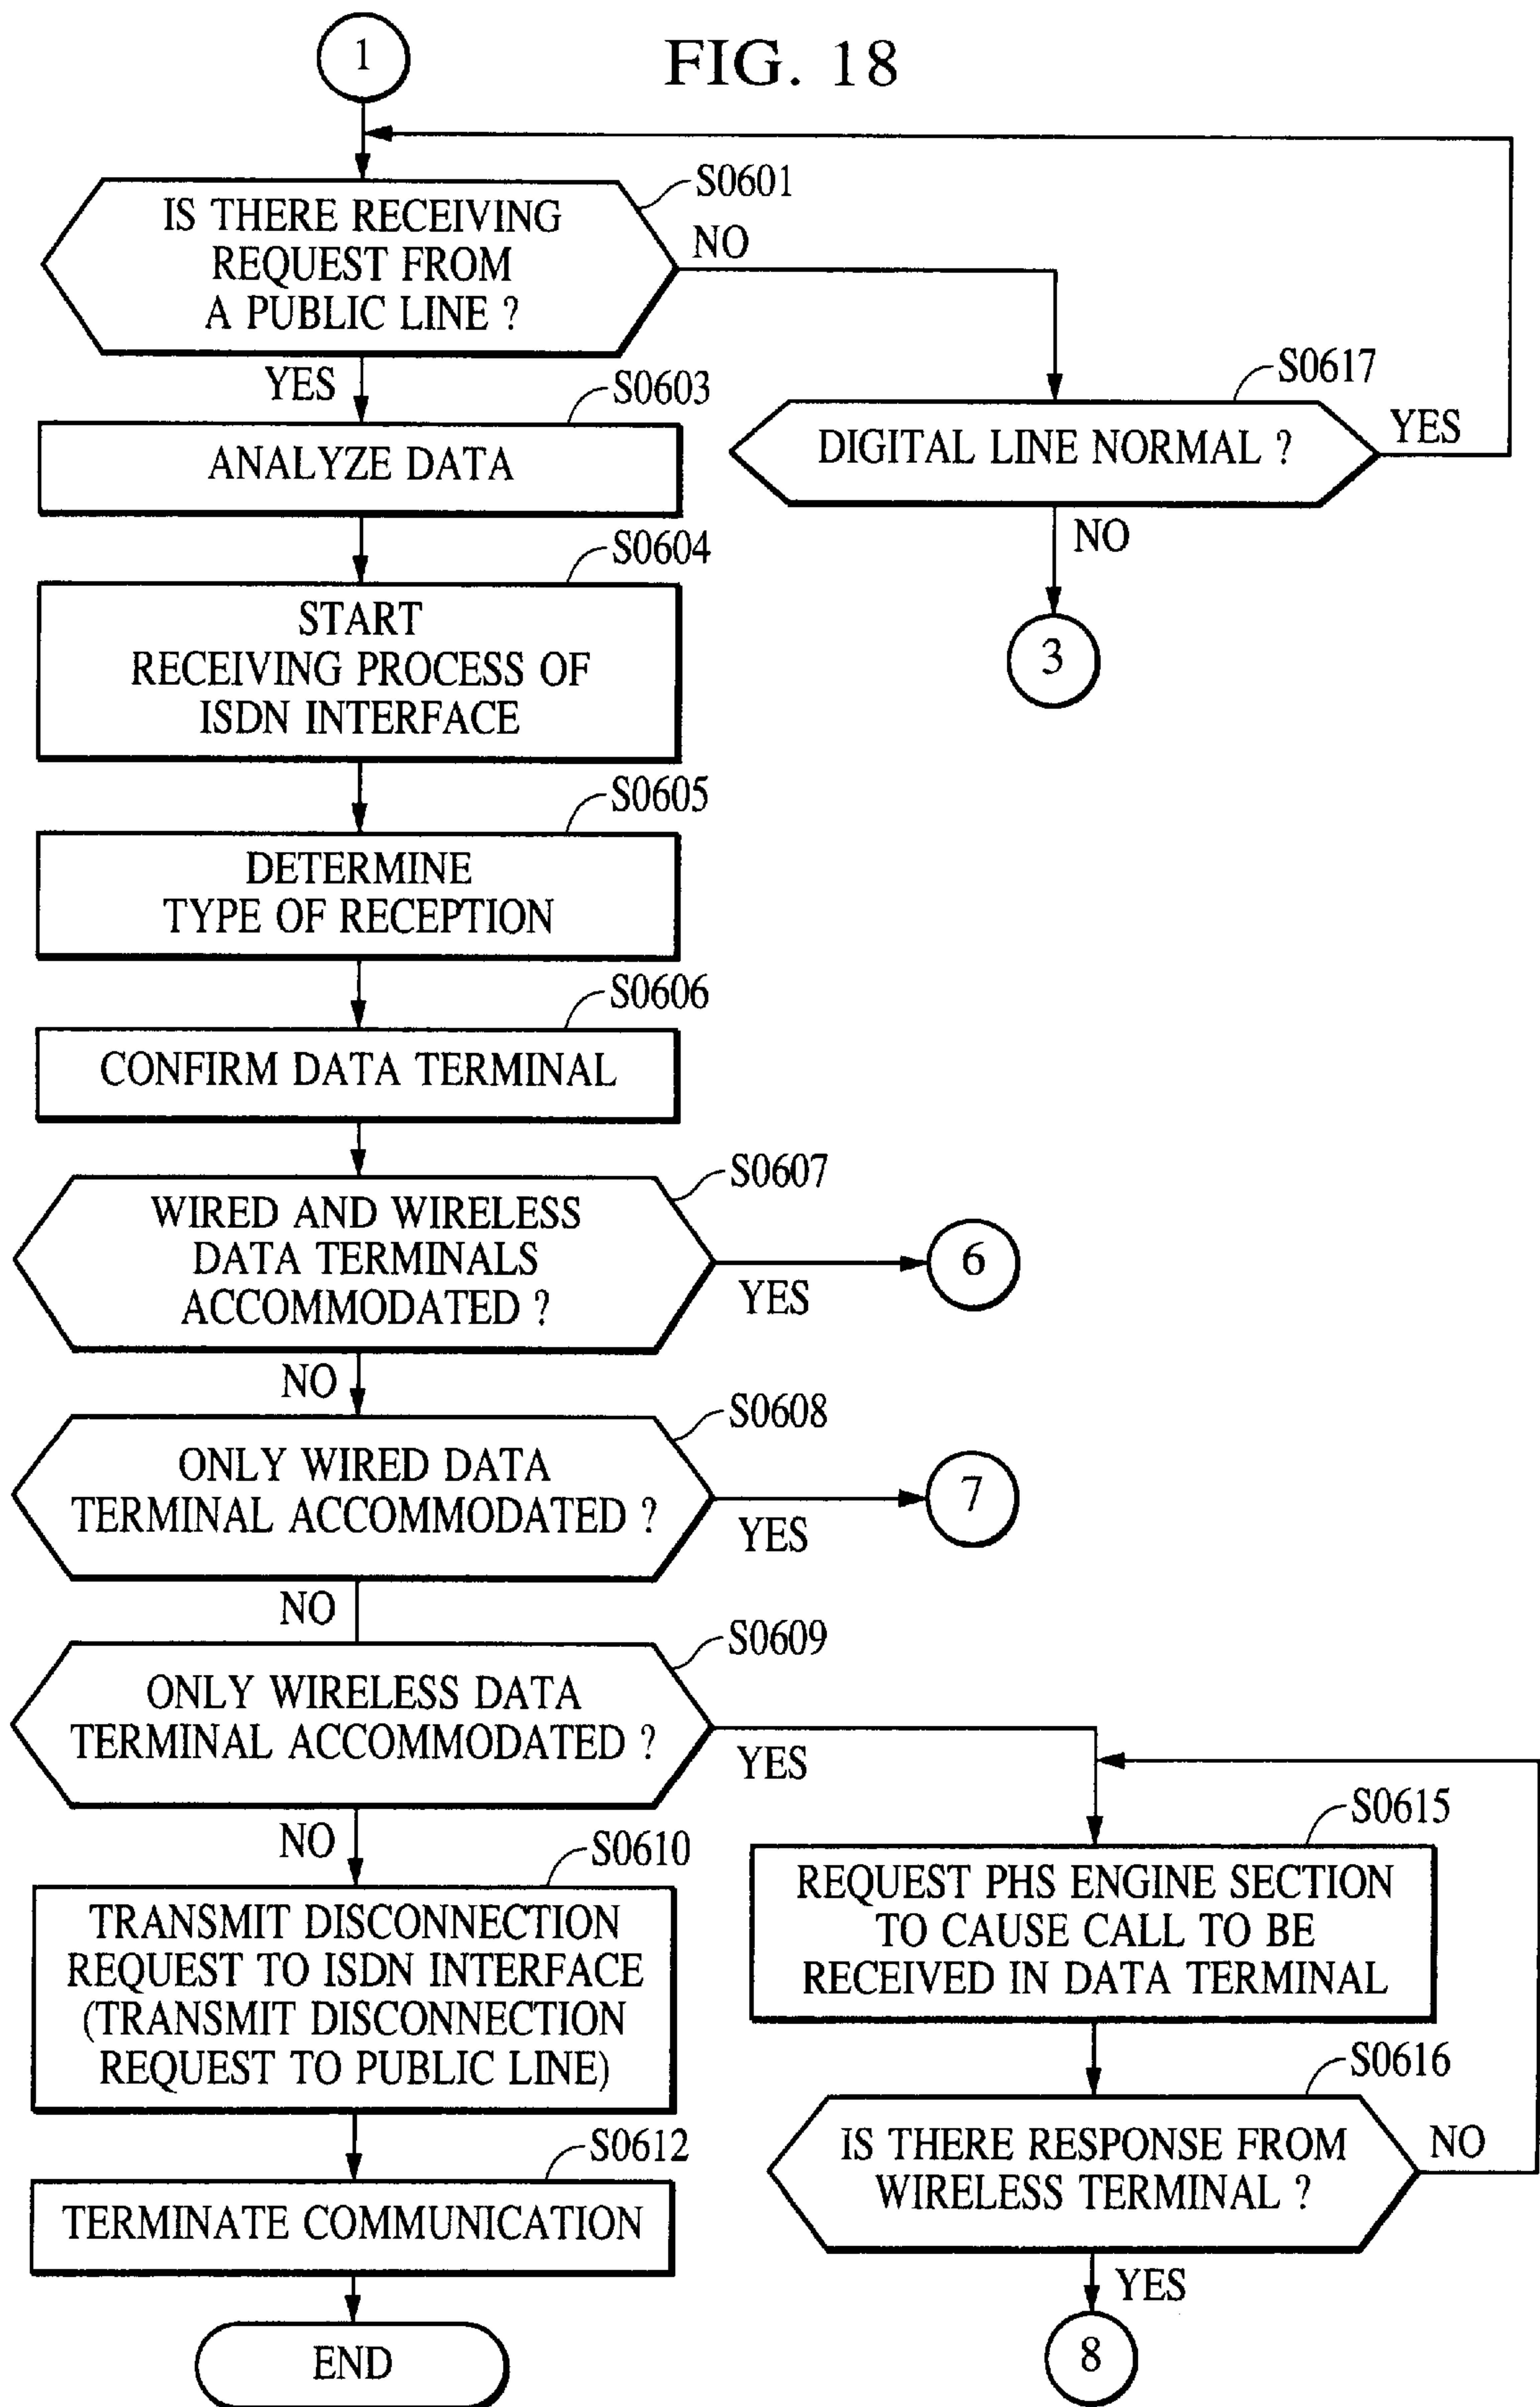 1
FIG. 18
S0601
IS THERE RECEIVING
REQUEST FROM
A PUBLIC LINE ?
NO
YES
S0617
DIGITAL LINE NORMAL ?
YES
NO
3
S0603
ANALYZE DATA
S0604
START
RECEIVING PROCESS OF
ISDN INTERFACE
S0605
DETERMINE
TYPE OF RECEPTION
S0606
CONFIRM DATA TERMINAL
S0607
WIRED AND WIRELESS
DATA TERMINALS
ACCOMMODATED ?
YES
6
NO
S0608
ONLY WIRED DATA
TERMINAL ACCOMMODATED ?
YES
7
NO
S0609
ONLY WIRELESS DATA
TERMINAL ACCOMMODATED ?
YES
NO
S0610
TRANSMIT DISCONNECTION
REQUEST TO ISDN INTERFACE
(TRANSMIT DISCONNECTION
REQUEST TO PUBLIC LINE)
S0612
TERMINATE COMMUNICATION
END
S0615
REQUEST PHS ENGINE SECTION
TO CAUSE CALL TO BE
RECEIVED IN DATA TERMINAL
S0616
IS THERE RESPONSE FROM
WIRELESS TERMINAL ?
NO
YES
8